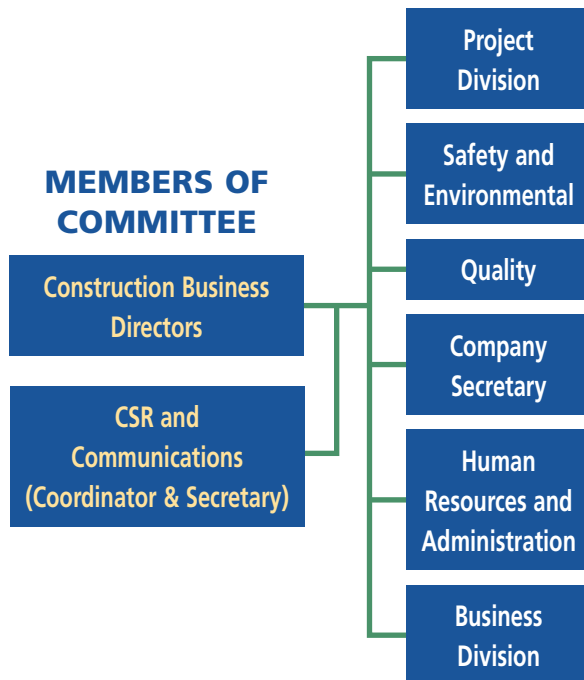 MEMBERS OF
COMMITTEE
Construction Business
Directors
CSR and
Communications
(Coordinator & Secretary)
Project
Division
Safety and
Environmental
Quality
Company
Secretary
Human
Resources and
Administration
Business
Division